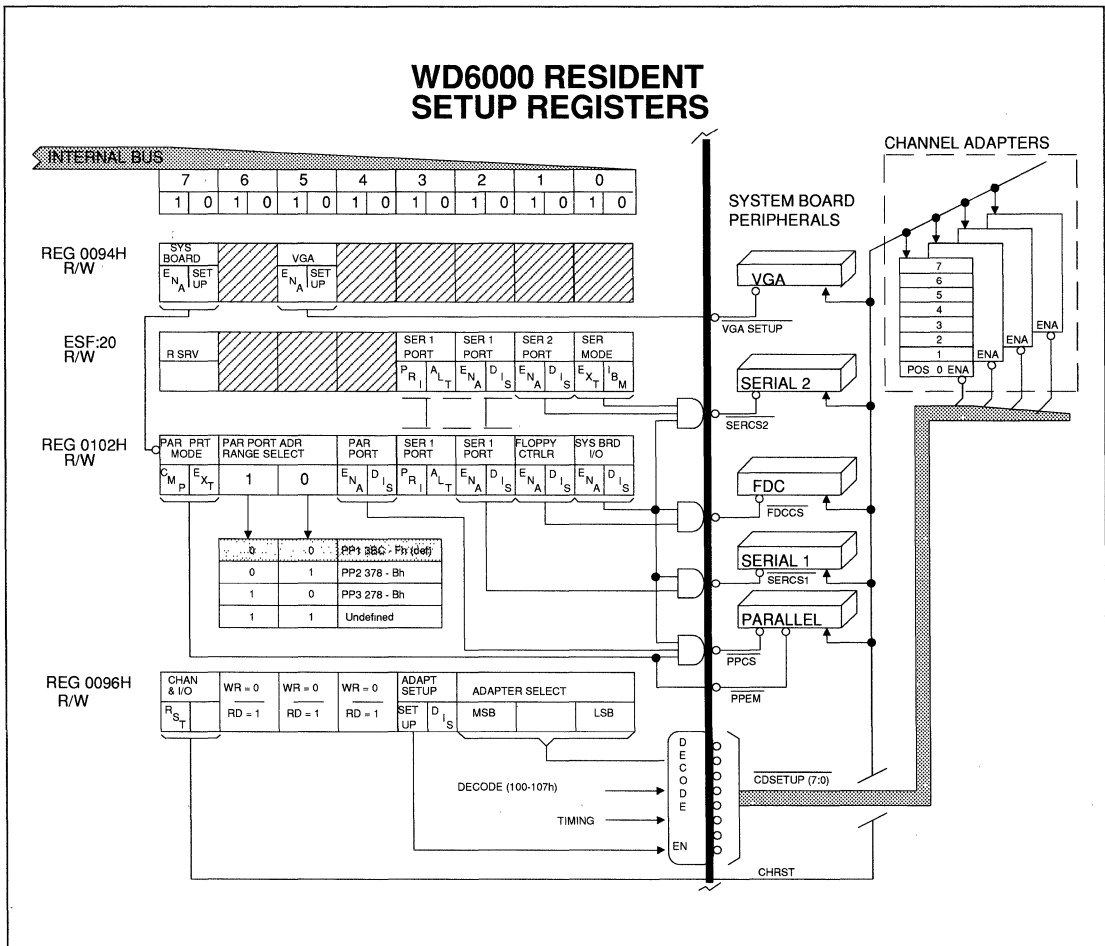 WD6000 RESIDENT
SETUP REGISTERS
INTERNAL BUS
7 6 5 4 3 2 1 0
1 0 1 0 1 0 1 0 1 0 1 0 1 0 1 0
REG 0094H
R/W
SYS
BOARD
ENA SET UP
VGA
ENA SET UP
ESF:20
R/W
R SRV
SER 1
PORT
PRI ALT
SER 1
PORT
ENA DIS
SER 2
PORT
ENA DIS
SER
MODE
EXT IBM
REG 0102H
R/W
PAR PRT
MODE
CMP EXT
PAR PORT ADR
RANGE SELECT
1 0
PAR
PORT
ENA DIS
SER 1
PORT
PRI ALT
SER 1
PORT
ENA DIS
FLOPPY
CTRLR
ENA DIS
SYS BRD
I/O
ENA DIS
0 0 PP1 3BC - Fh (def)
0 1 PP2 378 - Bh
1 0 PP3 278 - Bh
1 1 Undefined
REG 0096H
R/W
CHAN
& I/O
RST
WR = 0
RD = 1
WR = 0
RD = 1
WR = 0
RD = 1
ADAPT
SETUP
SET UP DIS
ADAPTER SELECT
MSB LSB
DECODE (100-107h)
TIMING
DECODE
EN
CHRST
CDSETUP (7:0)
SYSTEM BOARD
PERIPHERALS
VGA
VGA SETUP
SERIAL 2
SERCS2
FDC
FDCCS
SERIAL 1
SERCS1
PARALLEL
PPCS
PPEM
CHANNEL ADAPTERS
7
6
5
4
3
2
1
POS 0 ENA
ENA
ENA
ENA